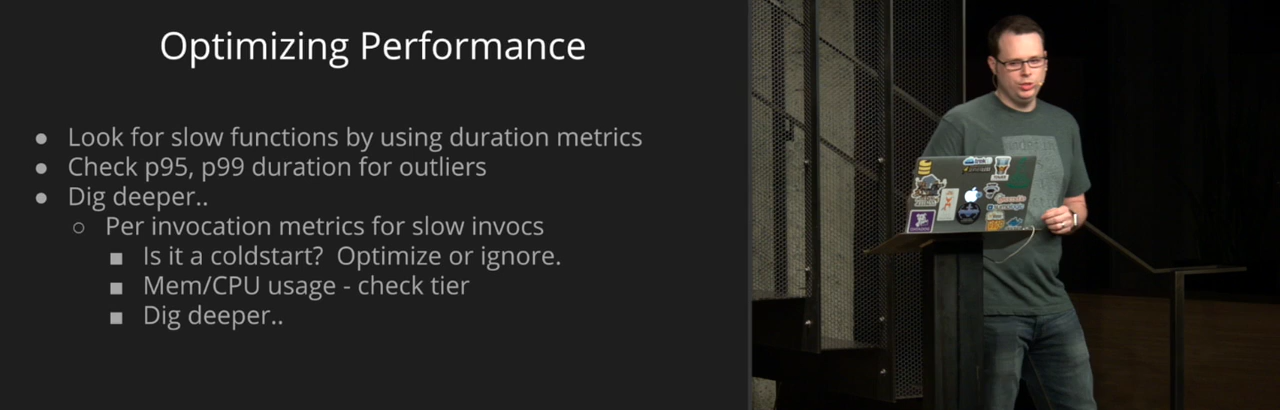 Optimizing Performance
Look for slow functions by using duration metrics
Check p95, p99 duration for outliers
Dig deeper..
Per invocation metrics for slow invocs
Is it a coldstart?  Optimize or ignore.
Mem/CPU usage - check tier
Dig deeper..